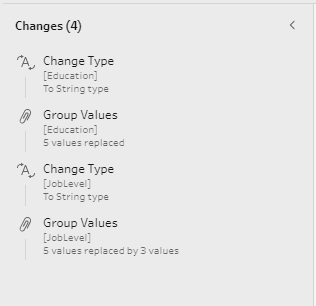 Changes (4)
Change Type
[Education]
To String type
Group Values
[Education]
5 values replaced
Change Type
[JobLevel]
To String type
Group Values
[JobLevel]
5 values replaced by 3 values